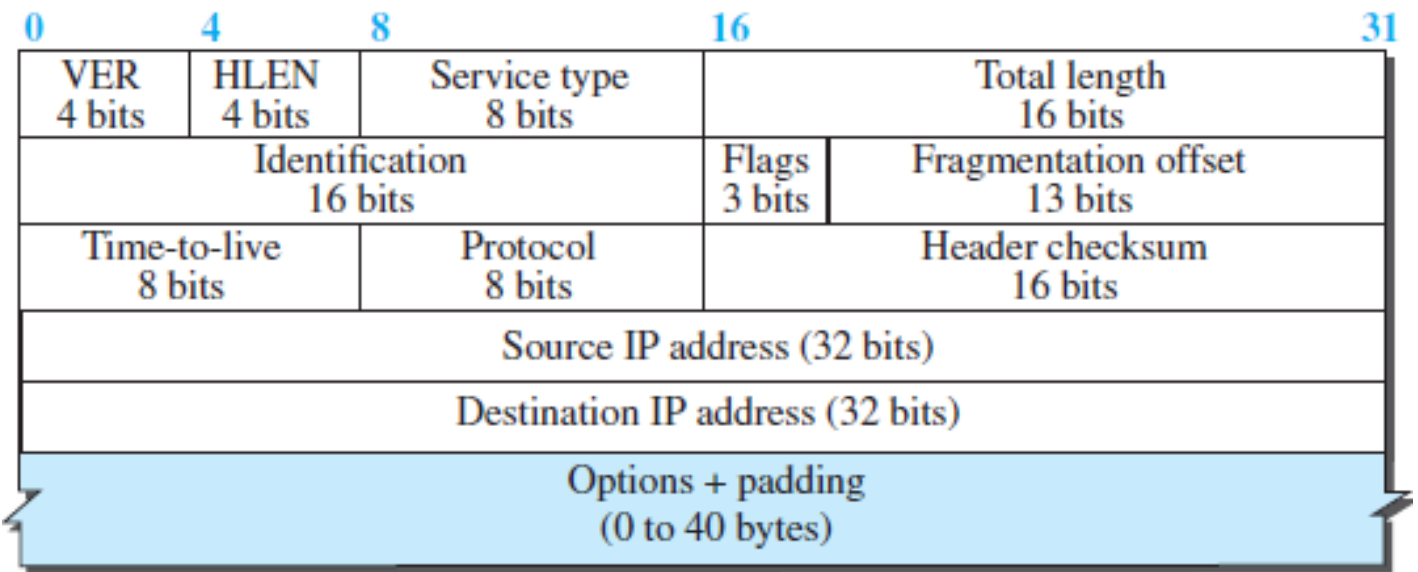 0 4 8 16 31
VER HLEN Service type Total length
4 bits 4 bits 8 bits 16 bits
Identification Flags Fragmentation offset
16 bits 3 bits 13 bits
Time-to-live Protocol Header checksum
8 bits 8 bits 16 bits
Source IP address (32 bits)
Destination IP address (32 bits)
Options + padding
(0 to 40 bytes)